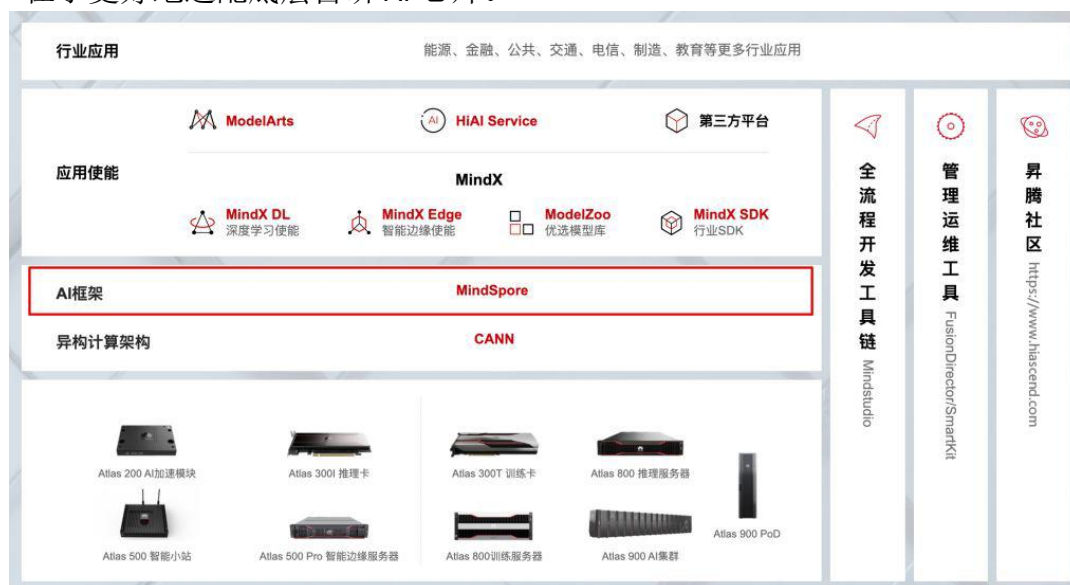 行业应用
能源、金融、公共、交通、电信、制造、教育等更多行业应用
应用使能
ModelArts
HiAI Service
第三方平台
MindX
MindX DL
深度学习使能
MindX Edge
智能边缘使能
ModelZoo
优选模型库
MindX SDK
行业SDK
AI框架
MindSpore
异构计算架构
CANN
Atlas 200 AI加速模块
Atlas 300I 推理卡
Atlas 300T 训练卡
Atlas 800 推理服务器
Atlas 500 智能小站
Atlas 500 Pro 智能边缘服务器
Atlas 800训练服务器
Atlas 900 AI集群
Atlas 900 PoD
全流程开发工具链 Mindstudio
管理运维工具 FusionDirector/SmartKit
昇腾社区 https://www.hiascend.com